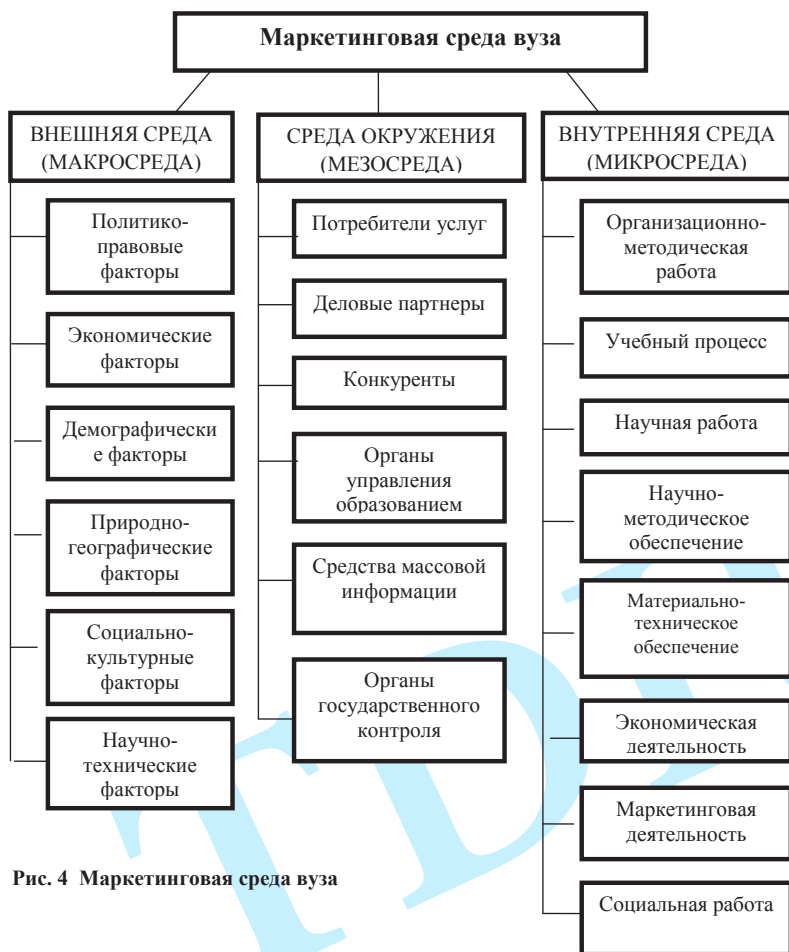 Маркетинговая среда вуза
ВНЕШНЯЯ СРЕДА
(МАКРОСРЕДА)
Политико-
правовые
факторы
Экономические
факторы
Демографически
е факторы
Природно-
географические
факторы
Социально-
культурные
факторы
Научно-
технические
факторы
СРЕДА ОКРУЖЕНИЯ
(МЕЗОСРЕДА)
Потребители услуг
Деловые партнеры
Конкуренты
Органы
управления
образованием
Средства массовой
информации
Органы
государственного
контроля
ВНУТРЕННЯЯ СРЕДА
(МИКРОСРЕДА)
Организационно-
методическая
работа
Учебный процесс
Научная работа
Научно-
методическое
обеспечение
Материально-
техническое
обеспечение
Экономическая
деятельность
Маркетинговая
деятельность
Социальная работа
Рис. 4 Маркетинговая среда вуза